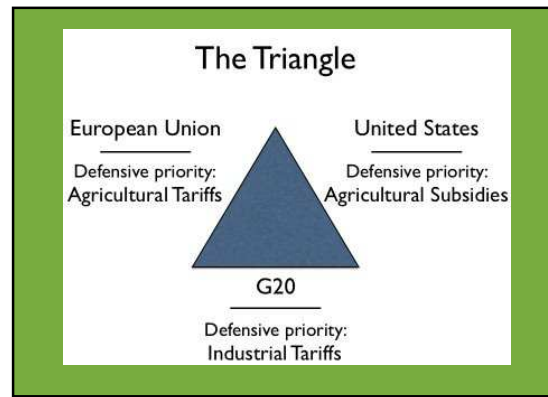 The Triangle
European Union
Defensive priority:
Agricultural Tariffs
United States
Defensive priority:
Agricultural Subsidies
G20
Defensive priority:
Industrial Tariffs